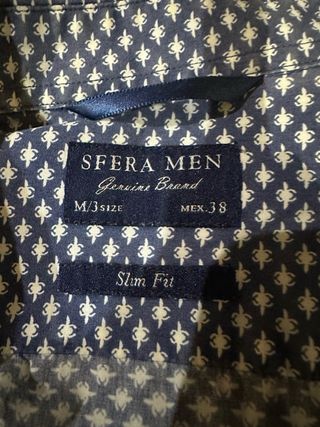 SFERA MEN
Genuine Brand
M/3 SIZE MEX.38
Slim Fit